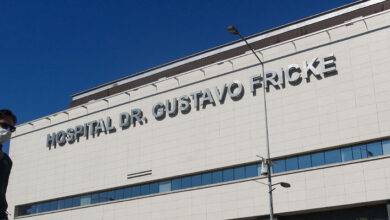 HOSPITAL DR. GUSTAVO FRICKE